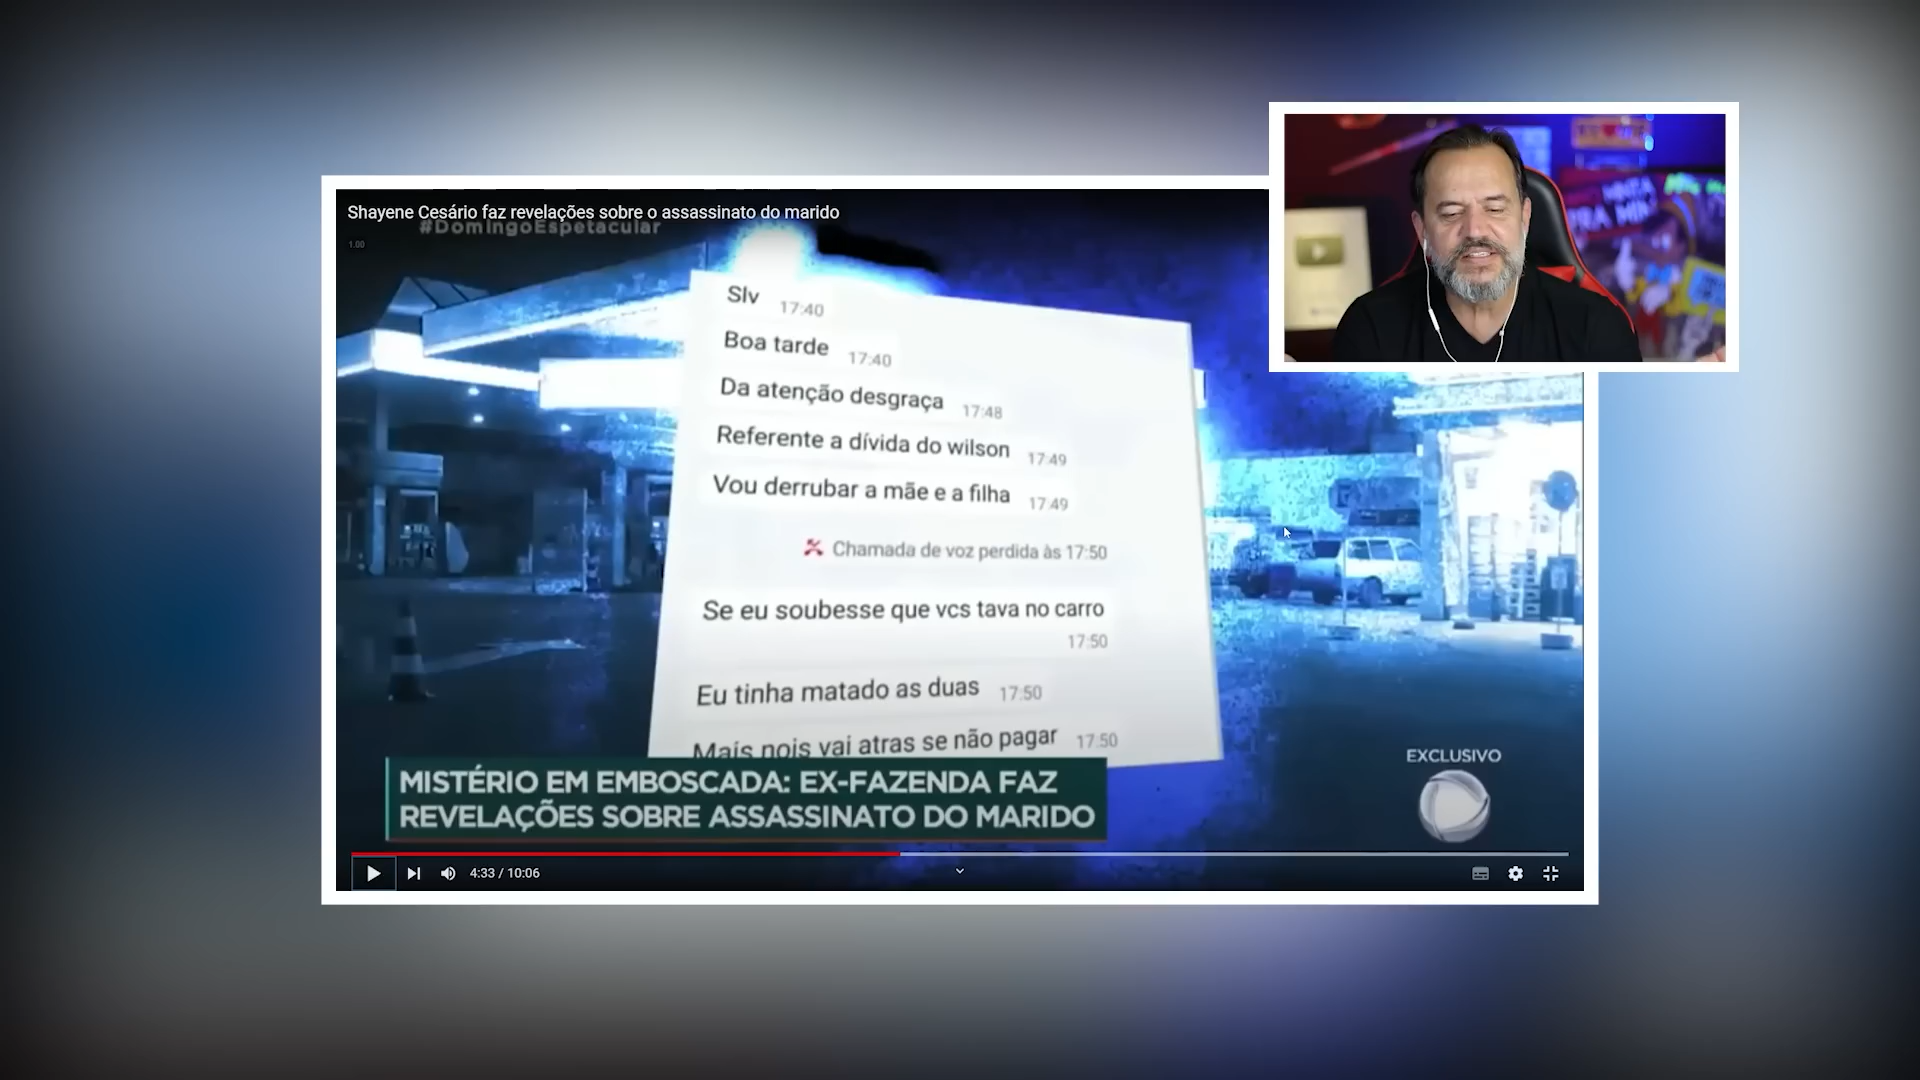 Shayene Cesário faz revelações sobre o assassinato do marido
#DomingoEspetacular
1.00
Slv 17:40
Boa tarde 17:40
Da atenção desgraça 17:48
Referente a dívida do wilson 17:49
Vou derrubar a mãe e a filha 17:49
Chamada de voz perdida às 17:50
Se eu soubesse que vcs tava no carro
17:50
Eu tinha matado as duas 17:50
Mais nois vai atras se não pagar 17:50
MISTÉRIO EM EMBOSCADA: EX-FAZENDA FAZ
REVELAÇÕES SOBRE ASSASSINATO DO MARIDO
EXCLUSIVO
4:33 / 10:06